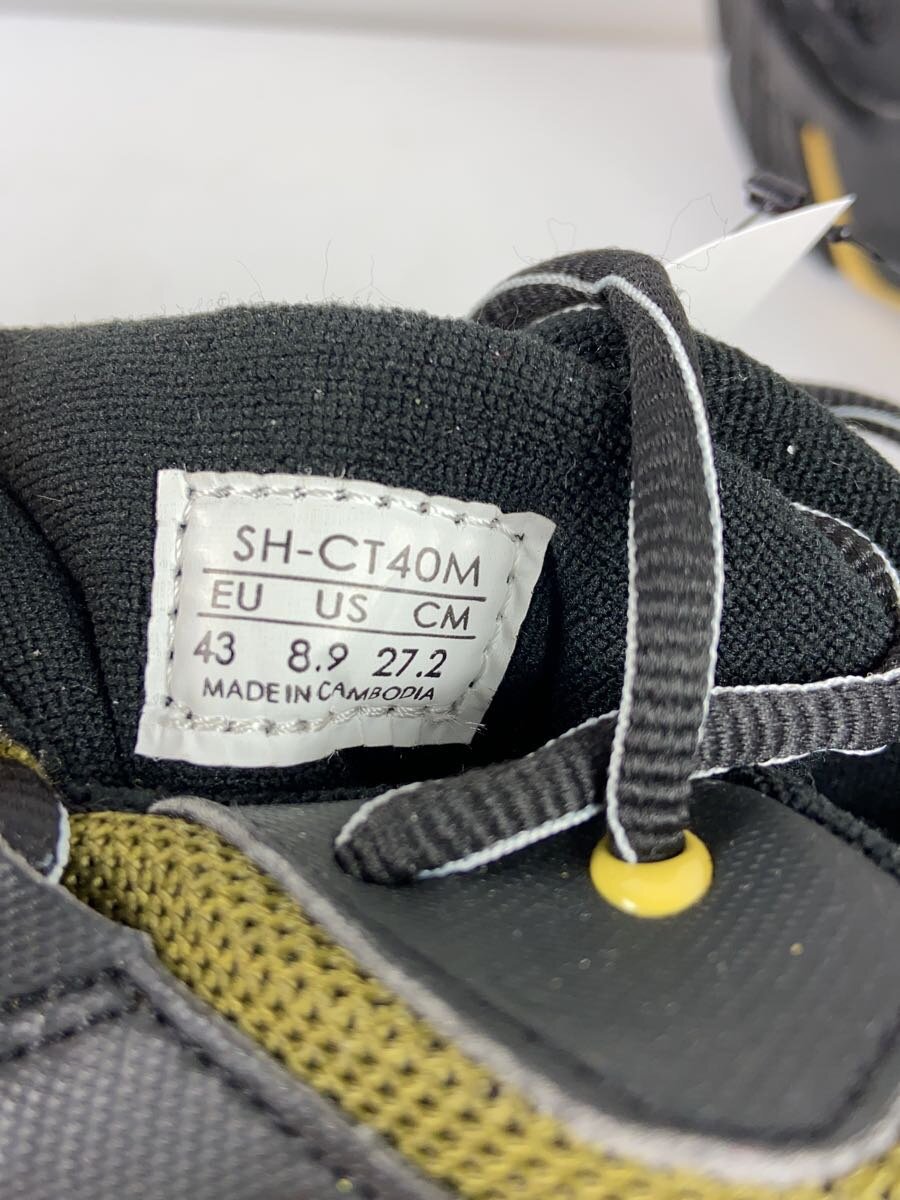 SH-CT40M
EU US CM
43 8.9 27.2
MADE IN CAMBODIA